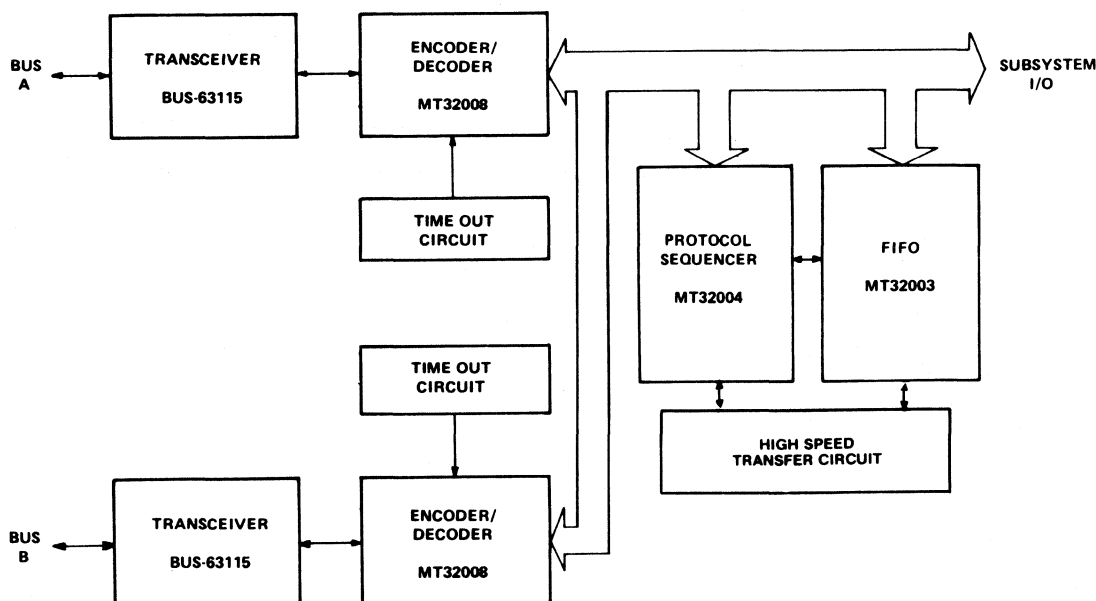 BUS
A
TRANSCEIVER
BUS-63115
ENCODER/
DECODER
MT32008
SUBSYSTEM
I/O
TIME OUT
CIRCUIT
PROTOCOL
SEQUENCER
MT32004
FIFO
MT32003
TIME OUT
CIRCUIT
HIGH SPEED
TRANSFER CIRCUIT
BUS
B
TRANSCEIVER
BUS-63115
ENCODER/
DECODER
MT32008